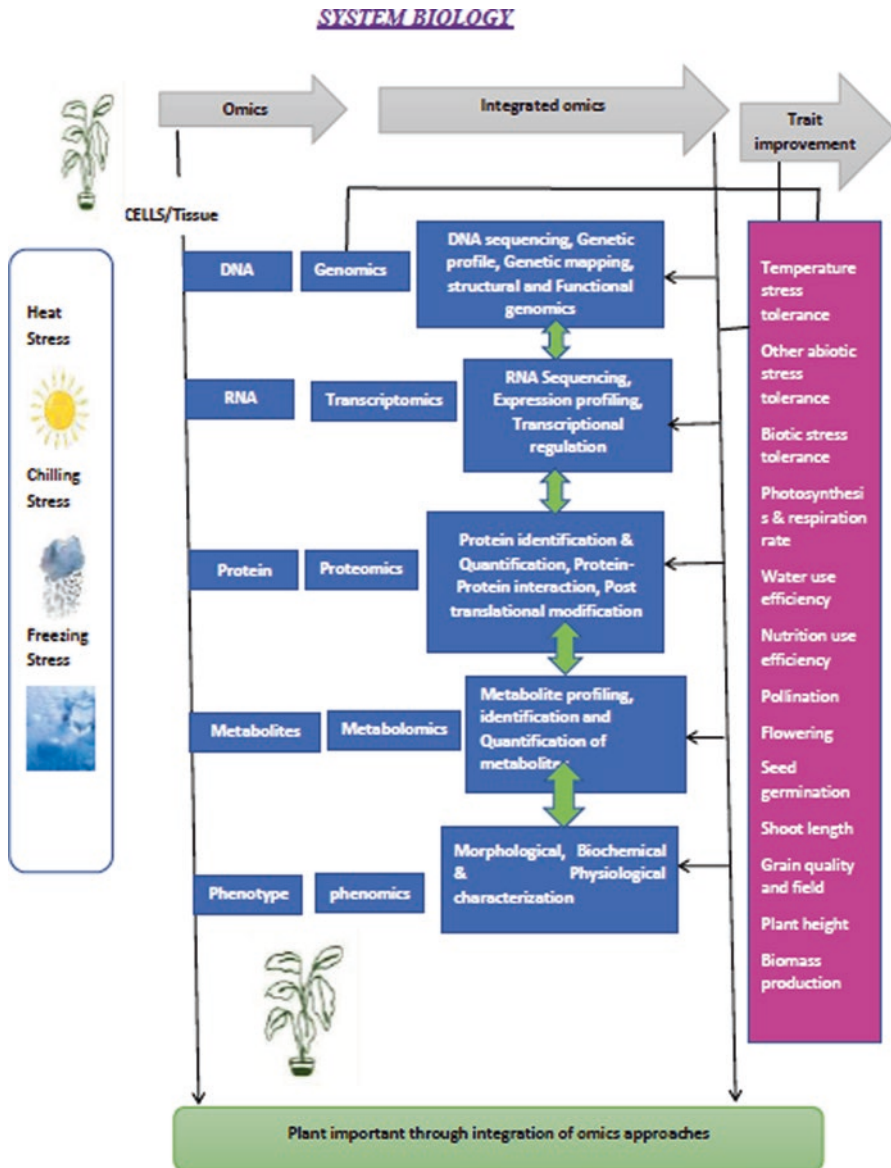 SYSTEM BIOLOGY
Omics
Integrated omics
Trait
improvement
CELLS/Tissue
Heat
Stress
Chilling
Stress
Freezing
Stress
DNA
Genomics
DNA sequencing, Genetic
profile, Genetic mapping,
structural and Functional
genomics
RNA
Transcriptomics
RNA Sequencing,
Expression profiling,
Transcriptional
regulation
Protein
Proteomics
Protein identification &
Quantification, Protein-
Protein interaction, Post
translational modification
Metabolites
Metabolomics
Metabolite profiling,
identification and
Quantification of
metabolites
Phenotype
phenomics
Morphological, Biochemical
& Physiological
characterization
Temperature
stress
tolerance
Other abiotic
stress
tolerance
Biotic stress
tolerance
Photosynthesi
s & respiration
rate
Water use
efficiency
Nutrition use
efficiency
Pollination
Flowering
Seed
germination
Shoot length
Grain quality
and field
Plant height
Biomass
production
Plant important through integration of omics approaches